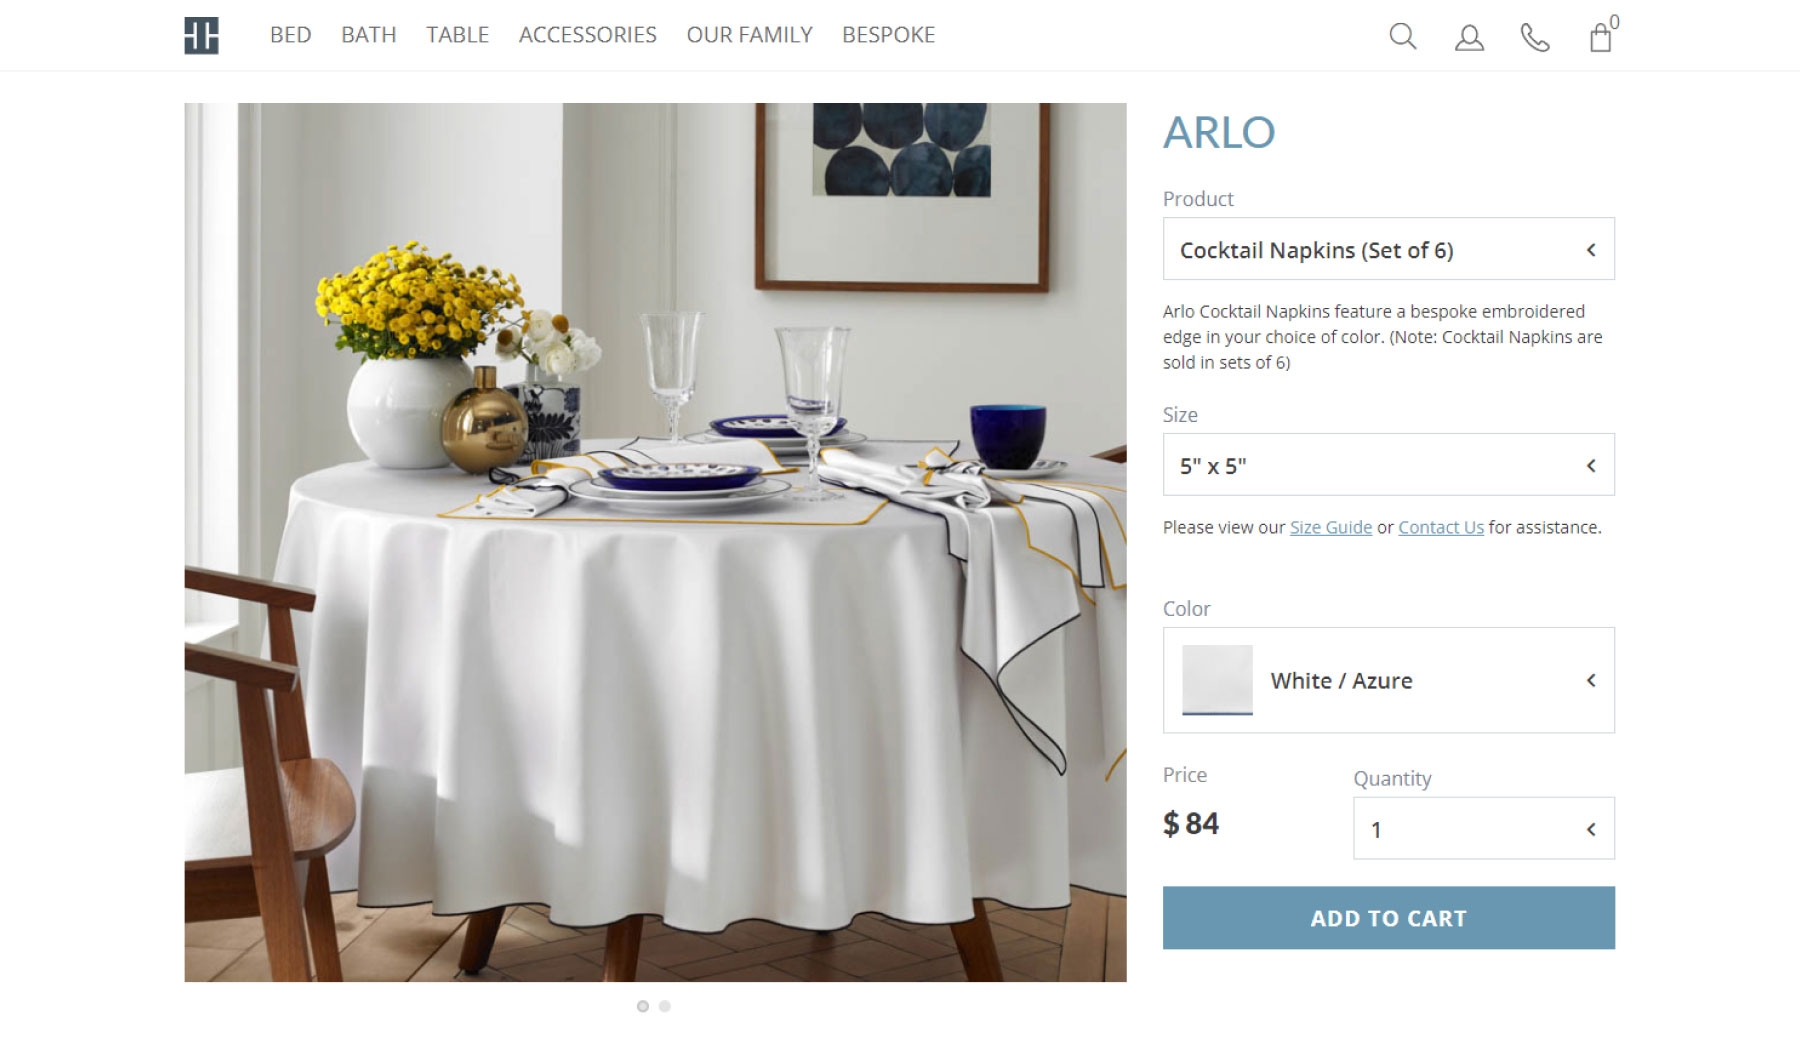 BED BATH TABLE ACCESSORIES OUR FAMILY BESPOKE
0
ARLO
Product
Cocktail Napkins (Set of 6)
Arlo Cocktail Napkins feature a bespoke embroidered
edge in your choice of color. (Note: Cocktail Napkins are
sold in sets of 6)
Size
5" x 5"
Please view our Size Guide or Contact Us for assistance.
Color
White / Azure
Price
$ 84
Quantity
1
ADD TO CART